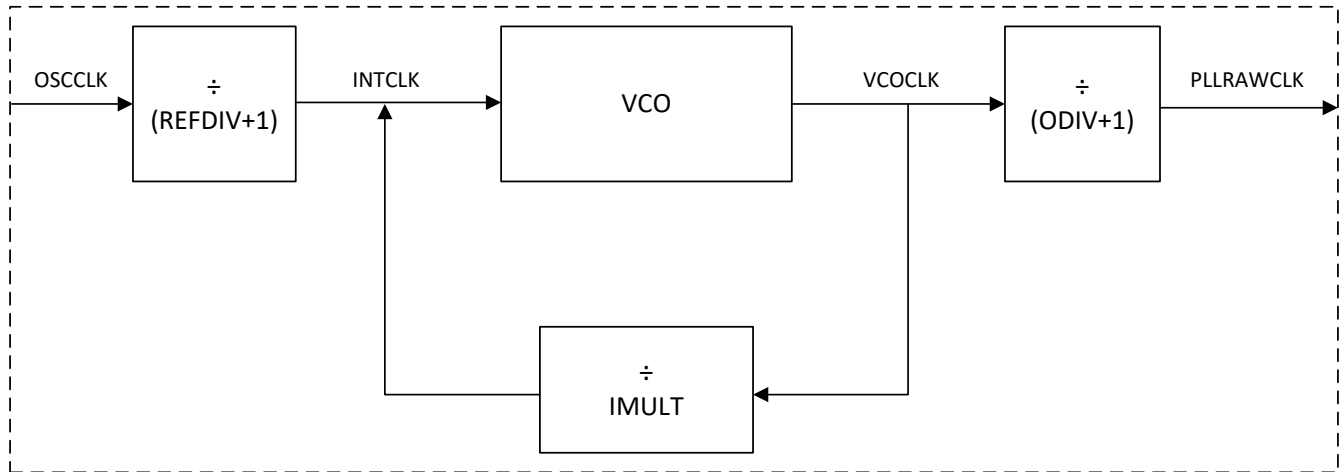 OSCCLK
÷
(REFDIV+1)
INTCLK
VCO
VCOCLK
÷
(ODIV+1)
PLLRAWCLK
÷
IMULT